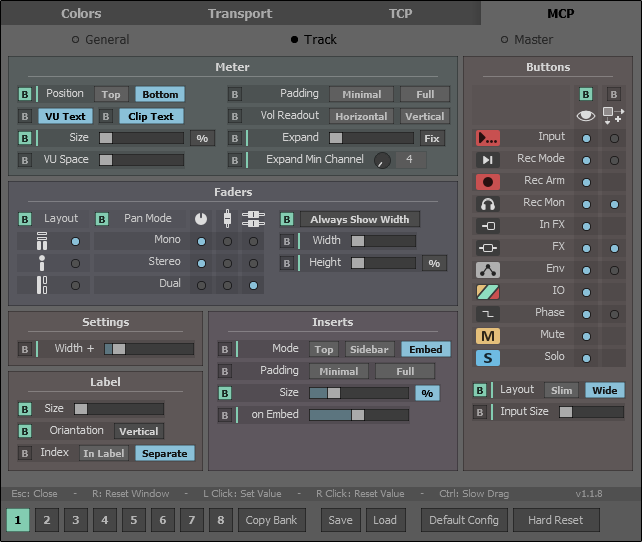 Colors Transport TCP MCP
General Track Master
Meter
B Position Top Bottom B Padding Minimal Full
B VU Text B Clip Text B Vol Readout Horizontal Vertical
B Size % B Expand Fix
B VU Space B Expand Min Channel 4
Faders
B Layout B Pan Mode B Always Show Width
Mono B Width
Stereo B Height %
Dual
Settings
B Width +
Label
B Size
B Oriantation Vertical
B Index In Label Separate
Inserts
B Mode Top Sidebar Embed
B Padding Minimal Full
B Size %
B on Embed
Buttons
B B
Input
Rec Mode
Rec Arm
Rec Mon
In FX
FX
Env
IO
Phase
M Mute
S Solo
B Layout Slim Wide
B Input Size
Esc: Close - R: Reset Window - L Click: Set Value - R Click: Reset Value - Ctrl: Slow Drag v1.1.8
1 2 3 4 5 6 7 8 Copy Bank Save Load Default Config Hard Reset